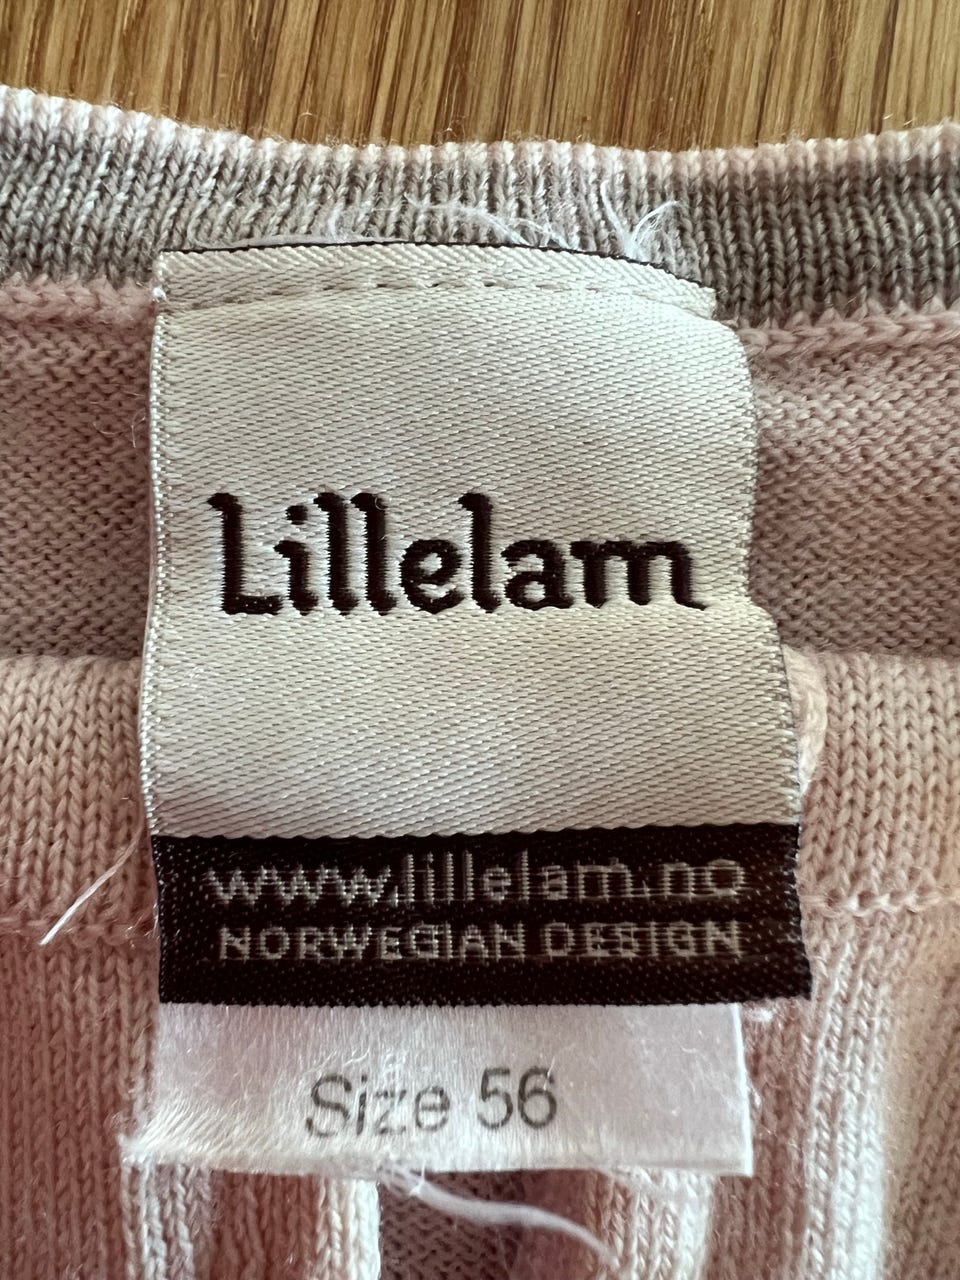 Lillelam
www.lillelam.no
NORWEGIAN DESIGN
Size 56